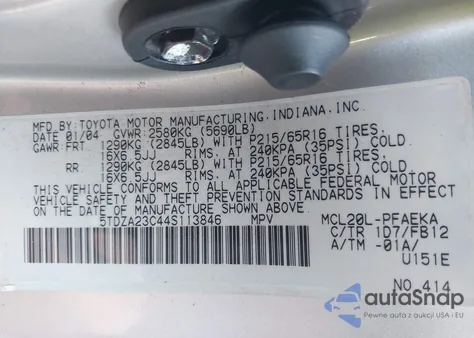 MFD.BY:TOYOTA MOTOR MANUFACTURING.INDIANA.INC.
DATE 01/04 GVWR:2580KG (5690LB)
GAWR:FRT 1290KG (2845LB) WITH P215/65R16 TIRES,
16X6.5JJ RIMS, AT 240KPA (35PSI) COLD
RR 1290KG (2845LB) WITH P215/65R16 TIRES,
16X6.5JJ RIMS, AT 240KPA (35PSI) COLD
THIS VEHICLE CONFORMS TO ALL APPLICABLE FEDERAL MOTOR
VEHICLE SAFETY AND THEFT PREVENTION STANDARDS IN EFFECT
ON THE DATE OF MANUFACTURE SHOWN ABOVE.
5TDZA23C44S113846 MPV MCL20L-PFAEKA
C/TR 1D7/FB12
A/TM -01A/
U151E
NO.414
autoSnap
Pewne auta z aukcji USA i EU